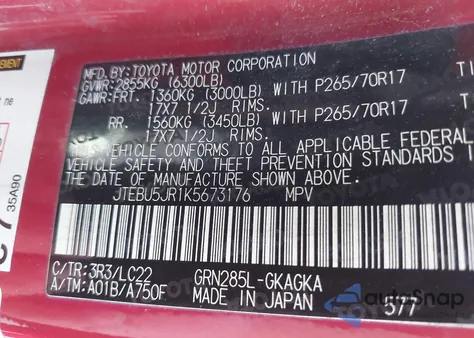 MFD.BY:TOYOTA MOTOR CORPORATION
GVWR:2855KG (6300LB)
GAWR:FRT. 1360KG (3000LB) WITH P265/70R17
17X7 1/2J RIMS.
RR. 1560KG (3450LB) WITH P265/70R17
17X7 1/2J RIMS.
THIS VEHICLE CONFORMS TO ALL APPLICABLE FEDERAL
VEHICLE SAFETY AND THEFT PREVENTION STANDARDS
THE DATE OF MANUFACTURE
JTEBU5JR1K5673176 MPV
C/TR:3R3/LC22 GRN285L-GKAGKA
A/TM:A01B/A750F MADE IN JAPAN 577
35A90
ne
AutoSnap